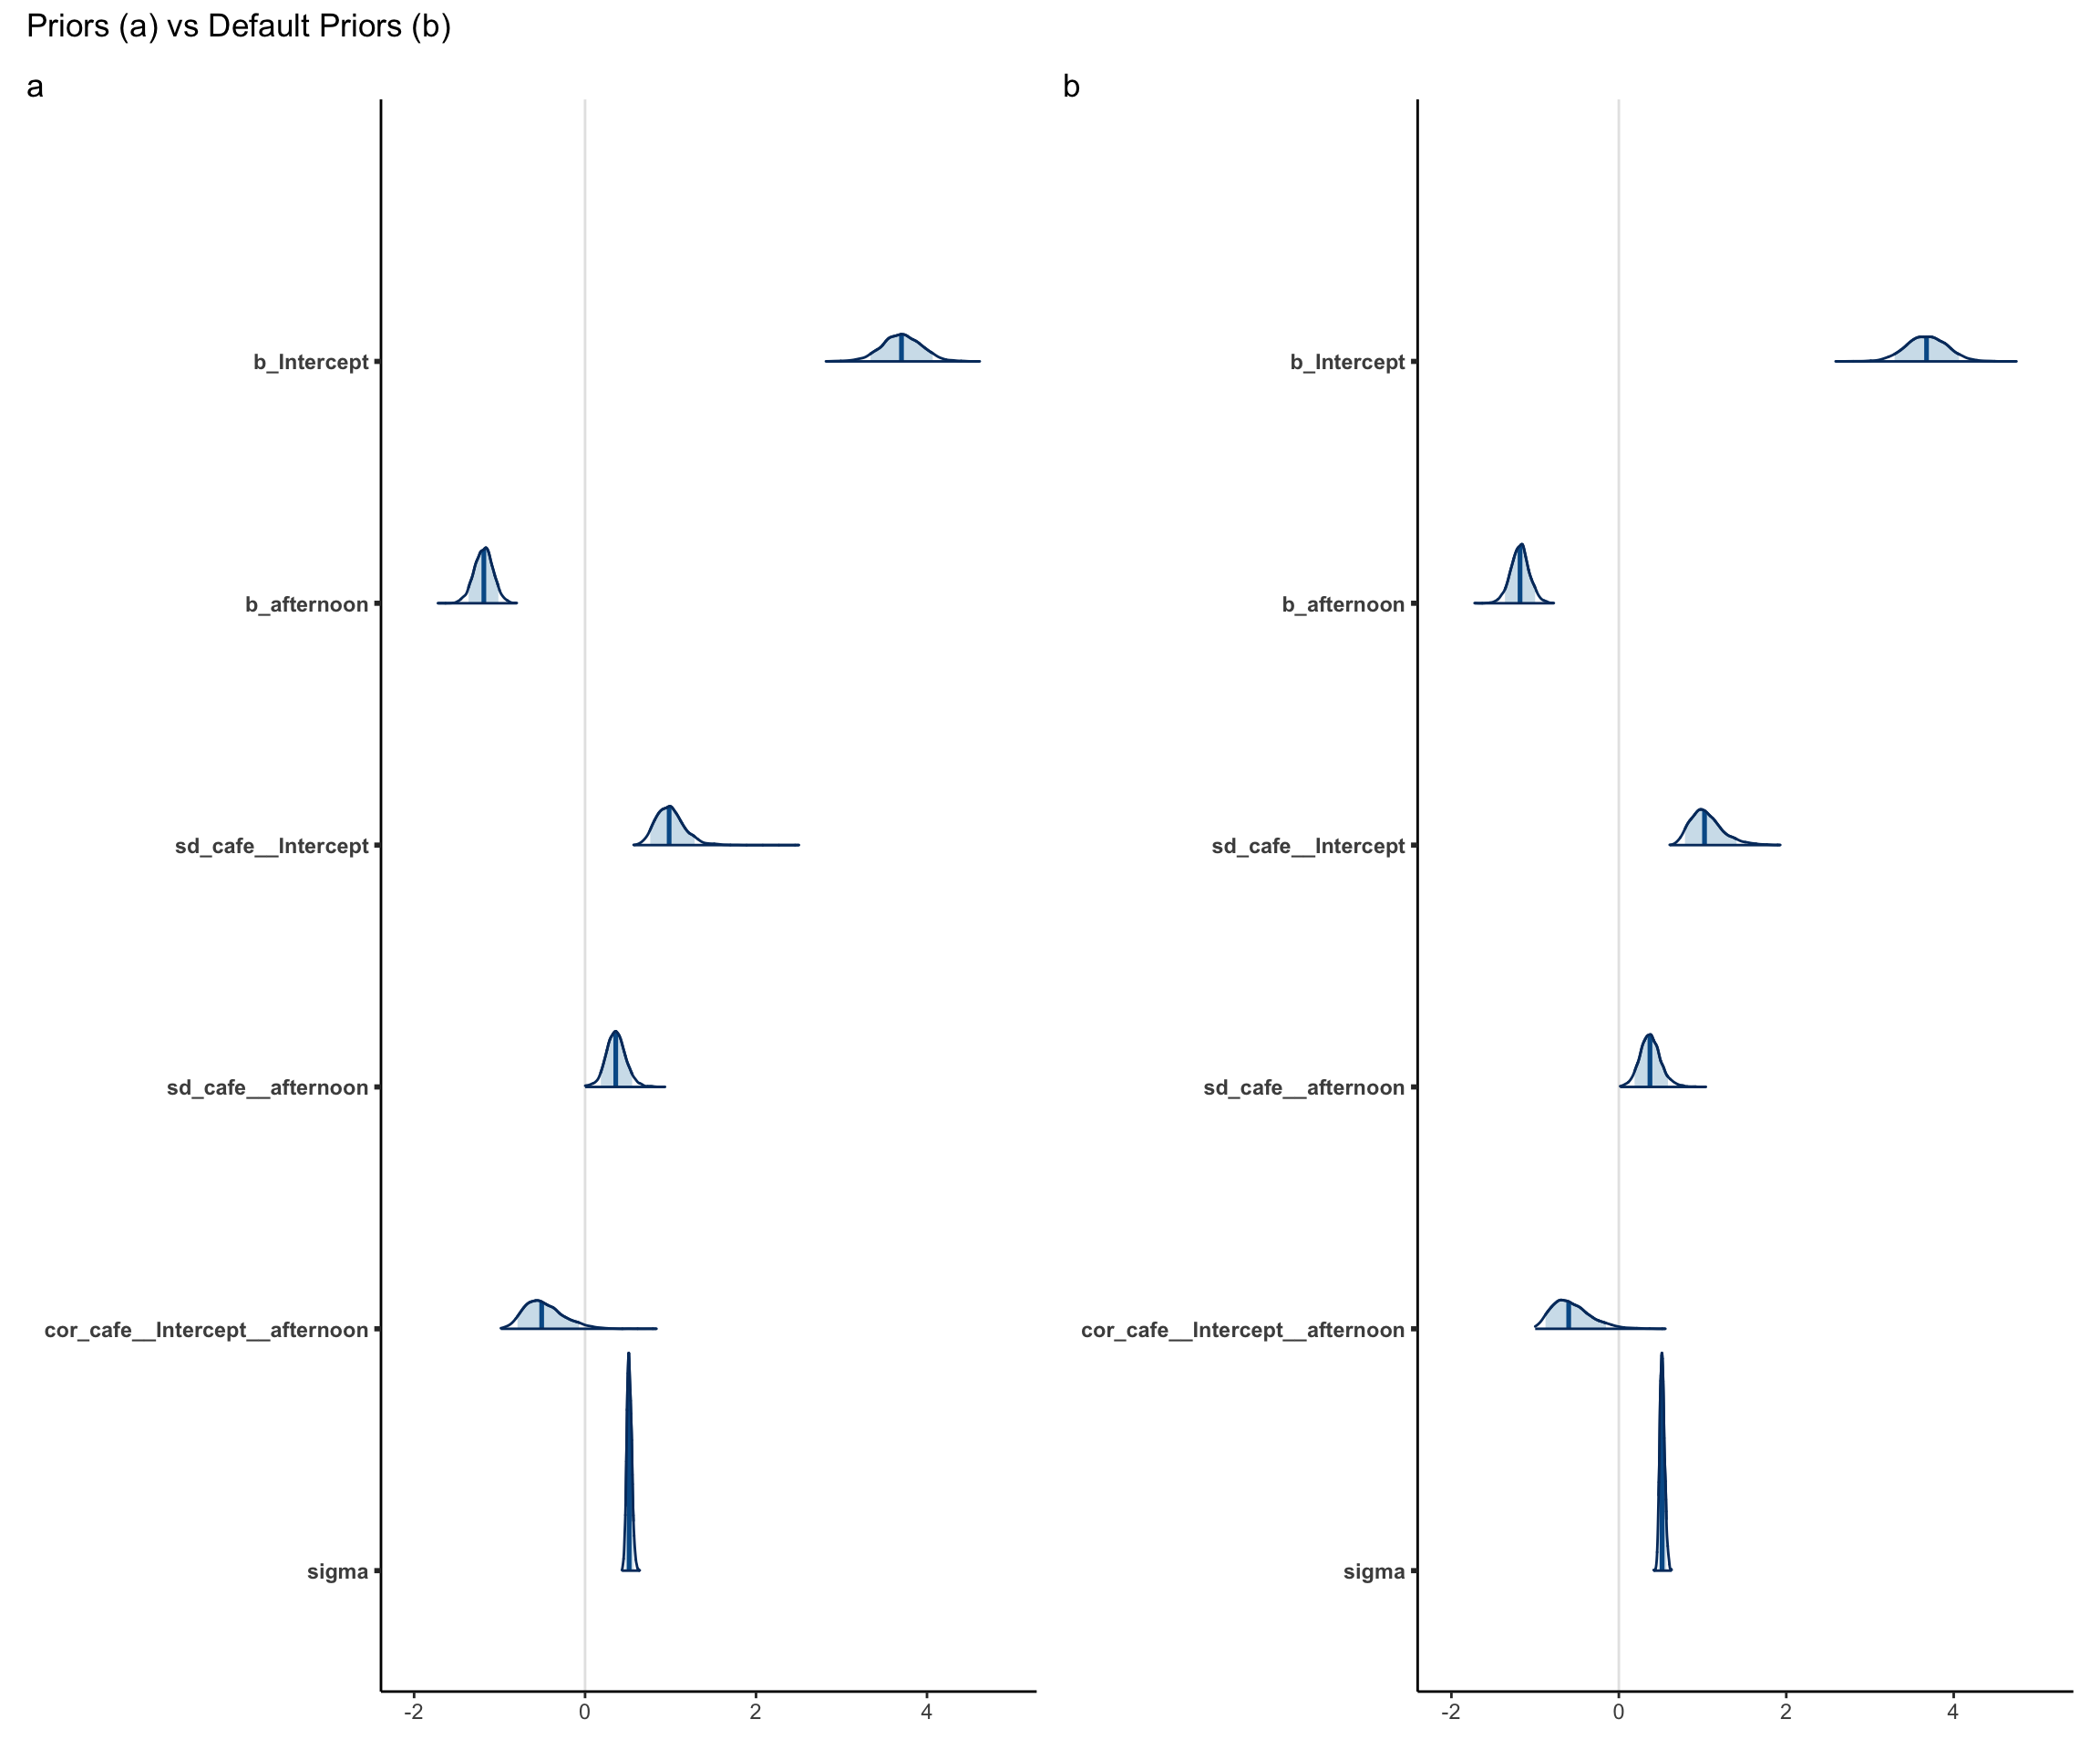 Priors (a) vs Default Priors (b)
a
b_Intercept
b_afternoon
sd_cafe__Intercept
sd_cafe__afternoon
cor_cafe__Intercept__afternoon
sigma
-2 0 2 4
b
b_Intercept
b_afternoon
sd_cafe__Intercept
sd_cafe__afternoon
cor_cafe__Intercept__afternoon
sigma
-2 0 2 4